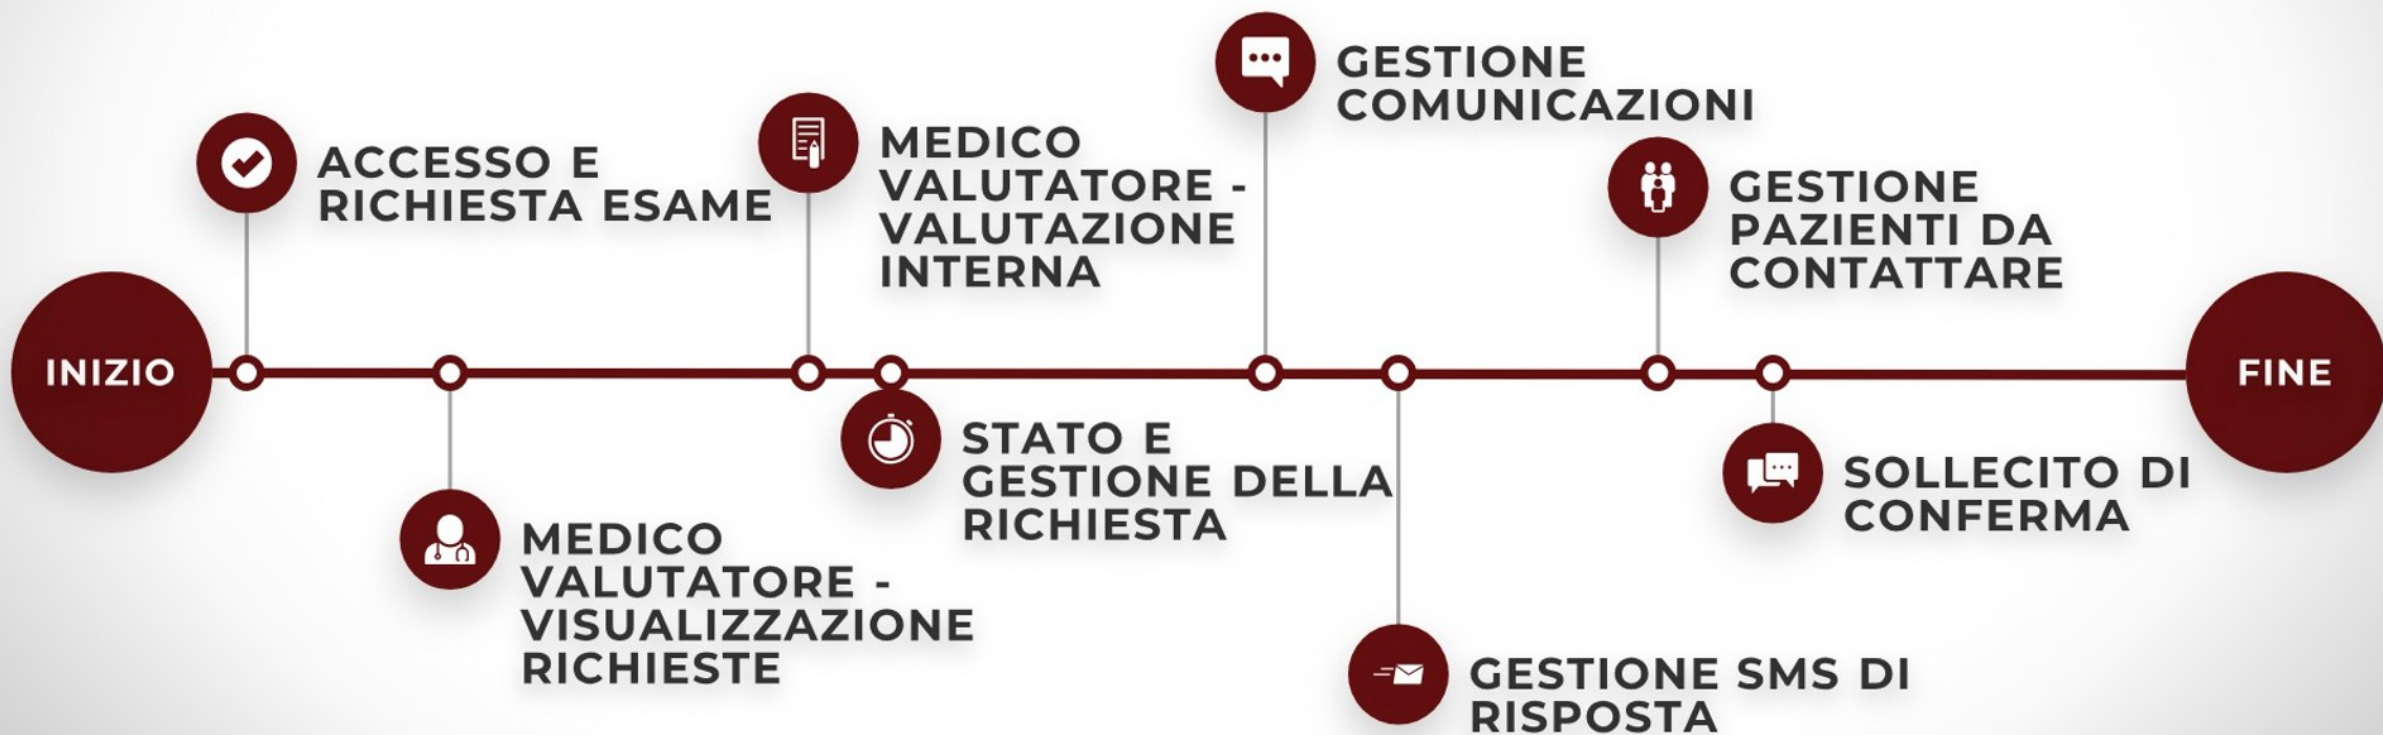 INIZIO
ACCESSO E
RICHIESTA ESAME
MEDICO
VALUTATORE -
VISUALIZZAZIONE
RICHIESTE
MEDICO
VALUTATORE -
VALUTAZIONE
INTERNA
STATO E
GESTIONE DELLA
RICHIESTA
GESTIONE
COMUNICAZIONI
GESTIONE SMS DI
RISPOSTA
GESTIONE
PAZIENTI DA
CONTATTARE
SOLLECITO DI
CONFERMA
FINE